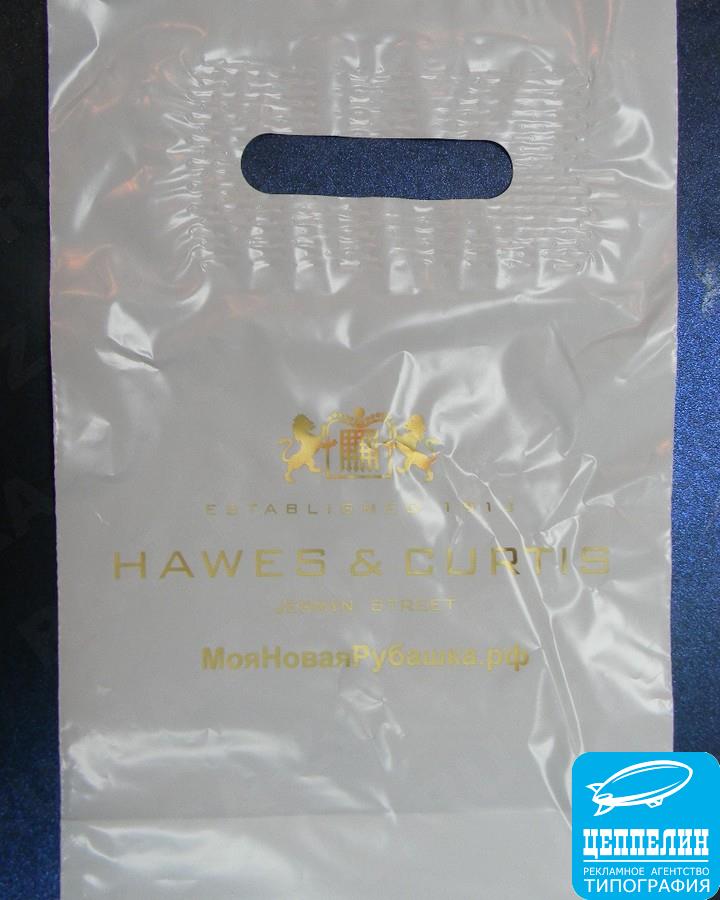 ESTABLISHED 1913
HAWES & CURTIS
JERMYN STREET
МояНоваяРубашка.рф
ЦЕППЕЛИН
РЕКЛАМНОЕ АГЕНТСТВО
ТИПОГРАФИЯ